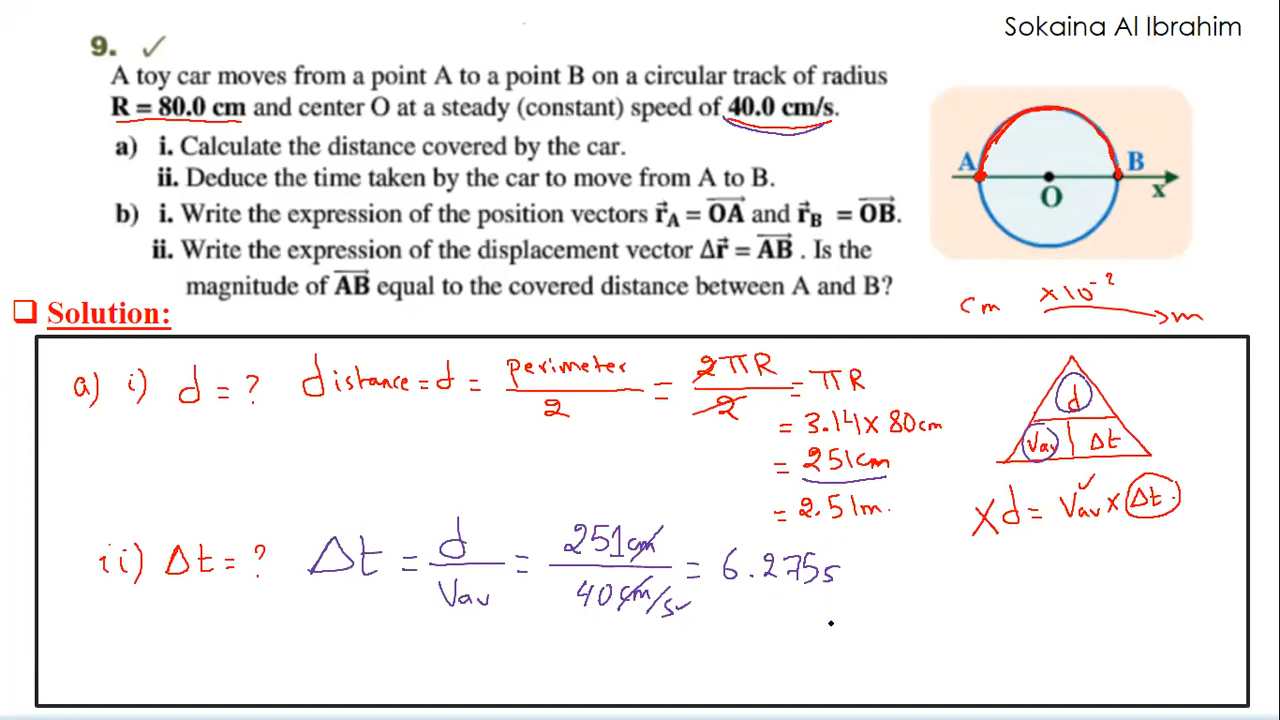 Sokaina Al Ibrahim
9. ✓
A toy car moves from a point A to a point B on a circular track of radius
R = 80.0 cm and center O at a steady (constant) speed of 40.0 cm/s.
a) i. Calculate the distance covered by the car.
ii. Deduce the time taken by the car to move from A to B.
b) i. Write the expression of the position vectors r⃗A = OA⃗ and r⃗B = OB⃗.
ii. Write the expression of the displacement vector Δr⃗ = AB⃗ . Is the
magnitude of AB⃗ equal to the covered distance between A and B?
A B
O x
cm ×10⁻² → m
❑ Solution:
a) i) d = ? distance = d = perimeter / 2 = 2πR / 2 = πR
= 3.14 × 80cm
= 251cm
= 2.51m.
d
Vav | Δt
d = Vav × Δt
ii) Δt = ? Δt = d / Vav = 251cm / 40cm/s = 6.275s